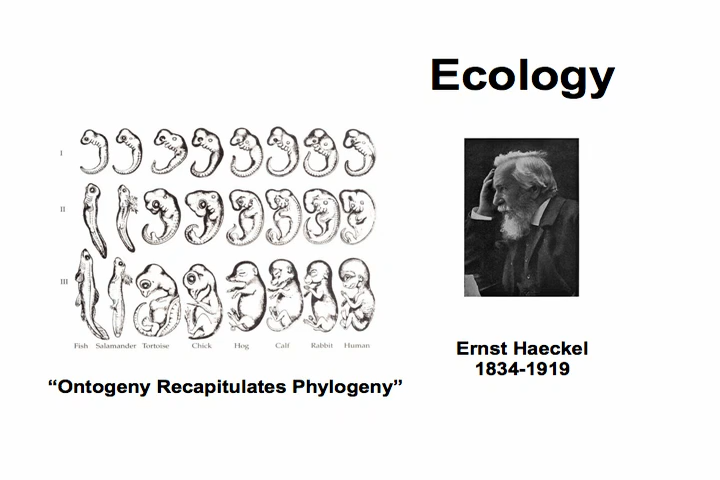 Ecology
I
II
III
Fish Salamander Tortoise Chick Hog Calf Rabbit Human
“Ontogeny Recapitulates Phylogeny”
Ernst Haeckel
1834-1919